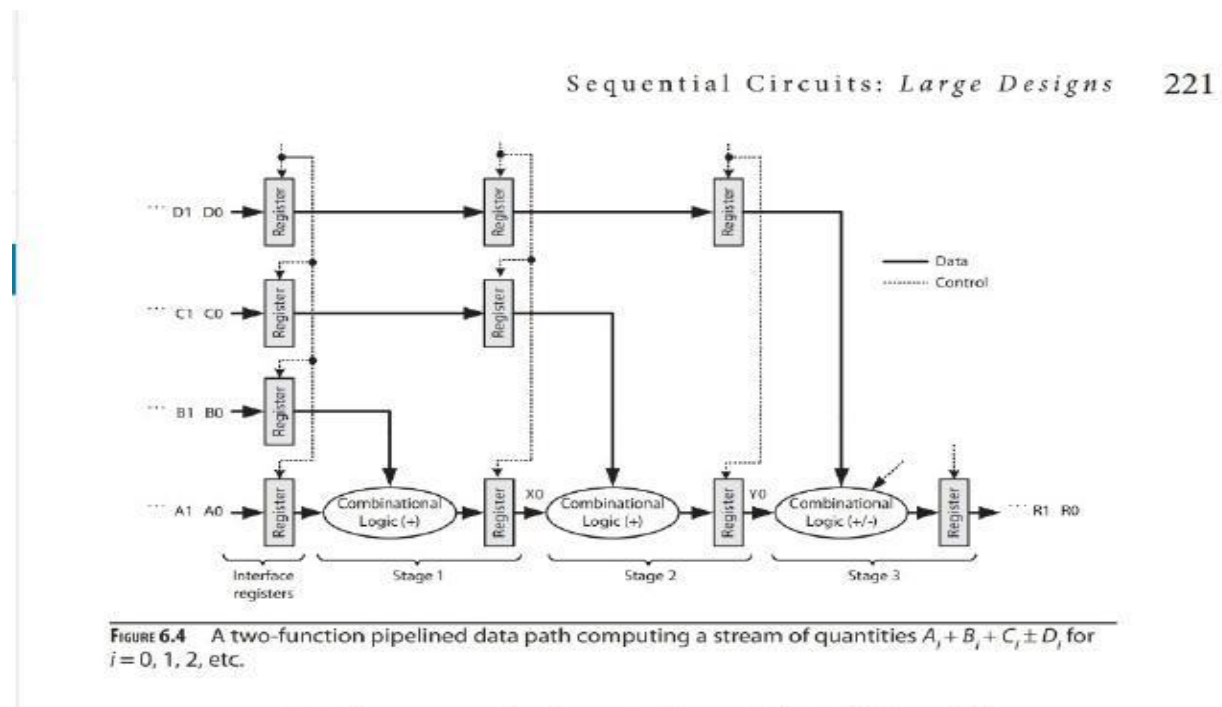 Sequential Circuits: Large Designs 221
Register
Register
Register
··· D1 D0
Data
Control
Register
Register
··· C1 C0
Register
··· B1 B0
Register
Combinational
Logic (+)
Register
X0
Combinational
Logic (+)
Register
Y0
Combinational
Logic (+/-)
Register
··· A1 A0
··· R1 R0
Interface
registers
Stage 1
Stage 2
Stage 3
FIGURE 6.4 A two-function pipelined data path computing a stream of quantities Aᵢ + Bᵢ + Cᵢ ± Dᵢ for
i = 0, 1, 2, etc.